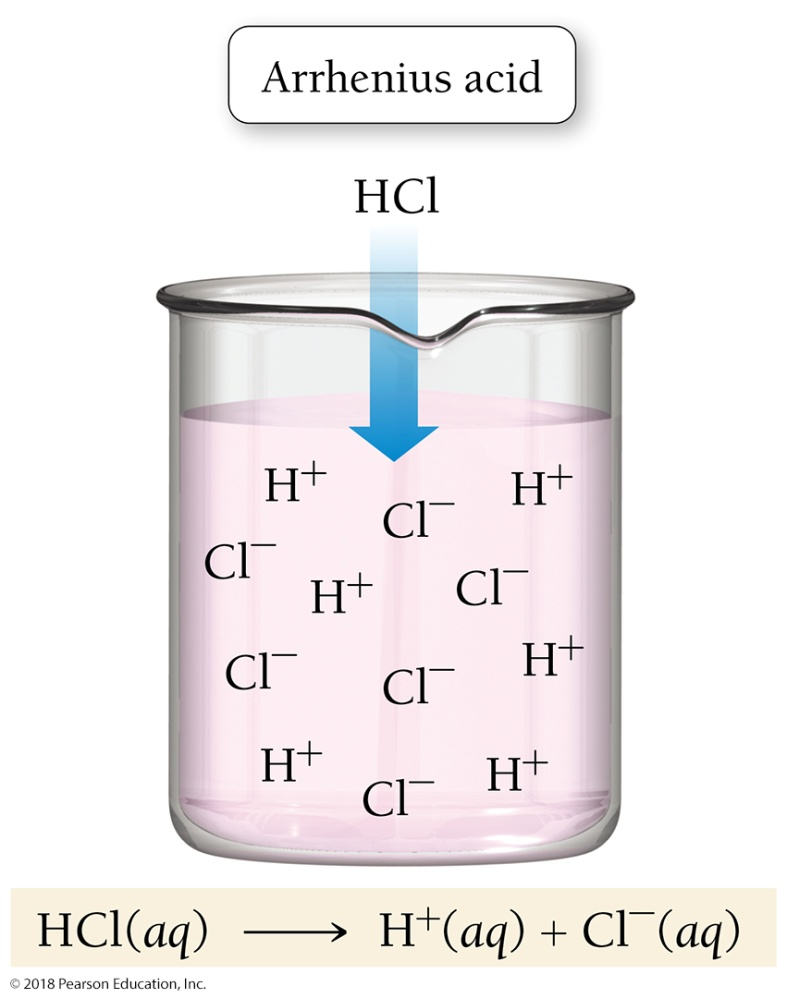 Arrhenius acid
HCl
H⁺ H⁺
Cl⁻
Cl⁻
H⁺ Cl⁻
Cl⁻ Cl⁻ H⁺
H⁺ H⁺
Cl⁻
HCl(aq) ⟶ H⁺(aq) + Cl⁻(aq)
© 2018 Pearson Education, Inc.